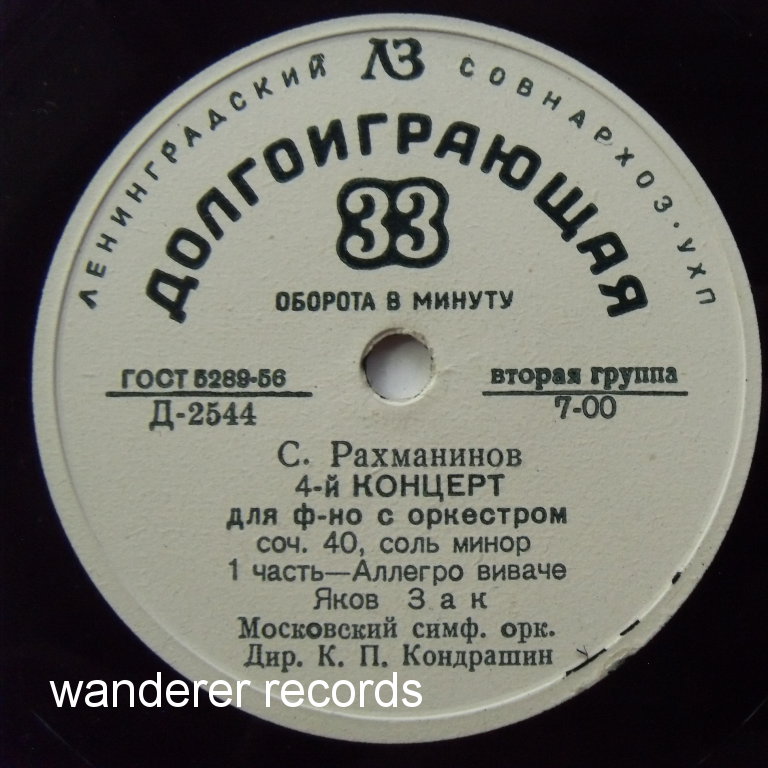 ЛЕНИНГРАДСКИЙ ЛЗ СОВНАРХОЗ·УХП
ДОЛГОИГРАЮЩАЯ
33
ОБОРОТА В МИНУТУ
ГОСТ 5289-56
Д-2544
вторая группа
7-00
С. Рахманинов
4-й КОНЦЕРТ
для ф-но с оркестром
соч. 40, соль минор
1 часть—Аллегро виваче
Яков Зак
Московский симф. орк.
Дир. К. П. Кондрашин
wanderer records